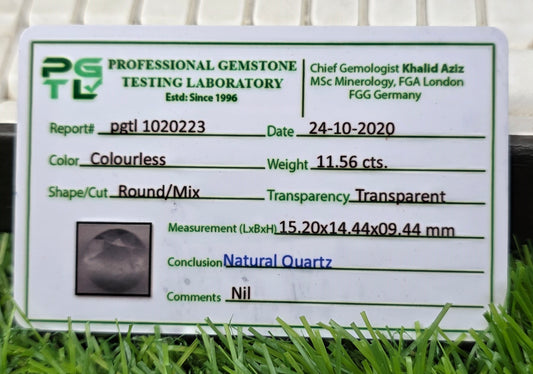 PGTL
PROFESSIONAL GEMSTONE
TESTING LABORATORY
Estd: Since 1996
Chief Gemologist Khalid Aziz
MSc Minerology, FGA London
FGG Germany
Report# pgtl 1020223 Date 24-10-2020
Color Colourless Weight 11.56 cts.
Shape/Cut Round/Mix Transparency Transparent
Measurement (LxBxH) 15.20x14.44x09.44 mm
Conclusion Natural Quartz
Comments Nil